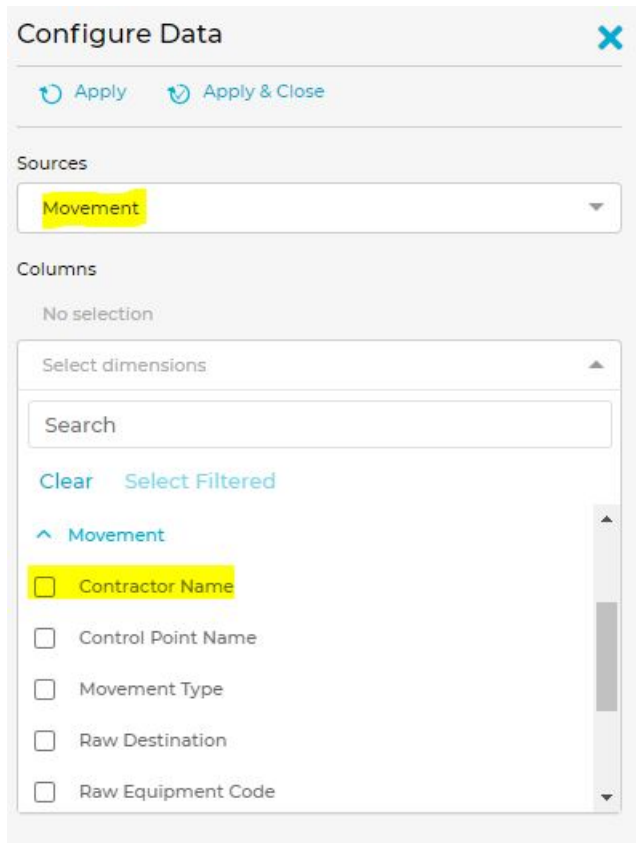 Configure Data
Apply Apply & Close
Sources
Movement
Columns
No selection
Select dimensions
Search
Clear Select Filtered
Movement
Contractor Name
Control Point Name
Movement Type
Raw Destination
Raw Equipment Code